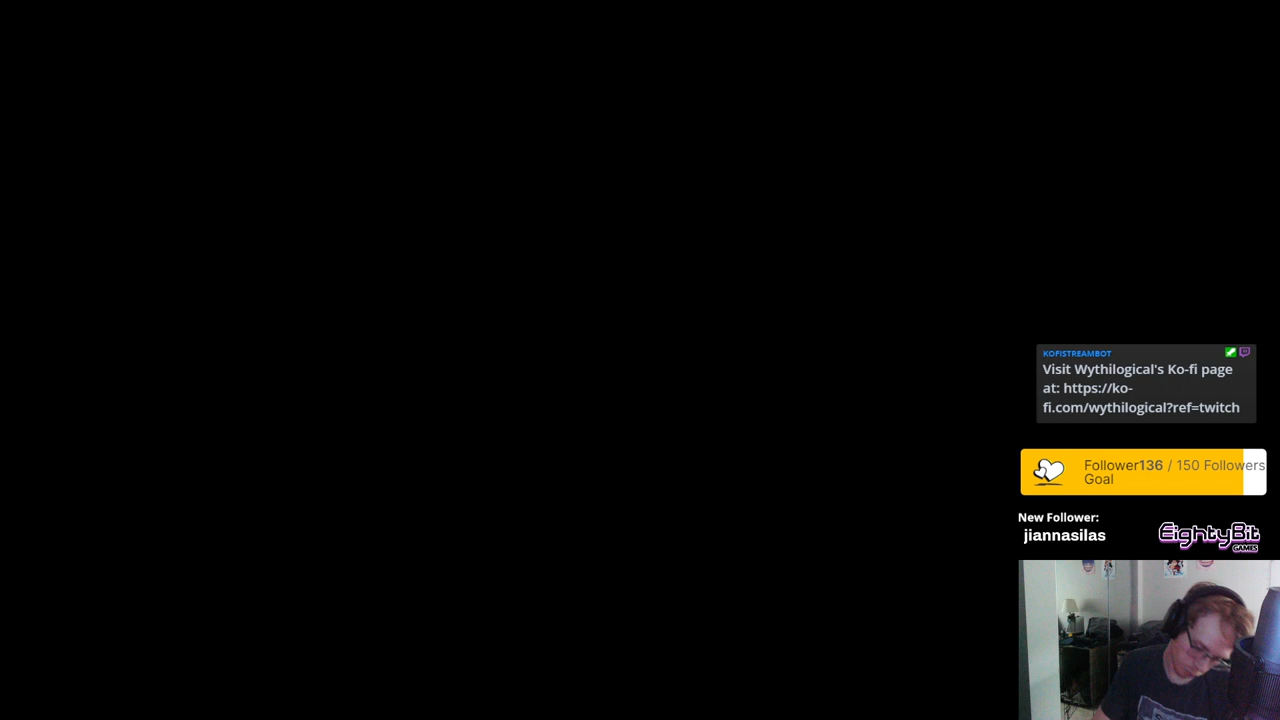 KOFISTREAMBOT
Visit Wythilogical's Ko-fi page
at: https://ko-
fi.com/wythilogical?ref=twitch
Follower136 / 150 Followers
Goal
New Follower:
jiannasilas
EightyBit
GAMES